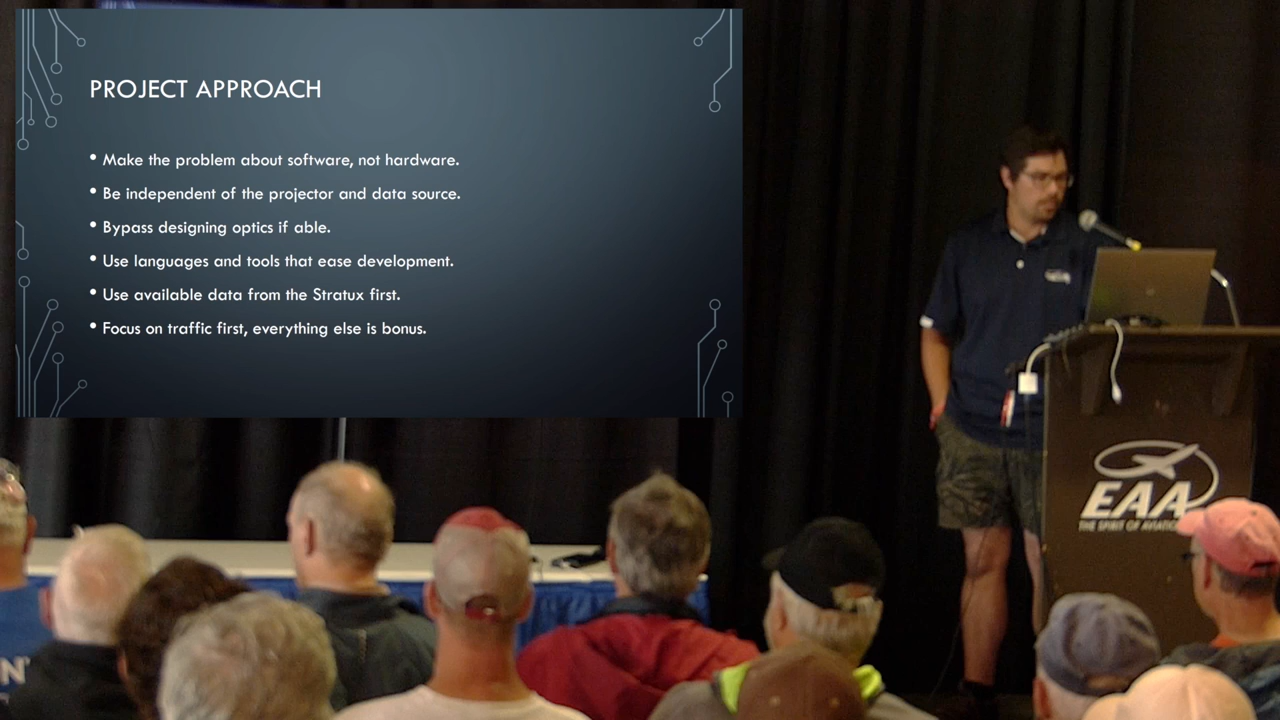 PROJECT APPROACH
• Make the problem about software, not hardware.
• Be independent of the projector and data source.
• Bypass designing optics if able.
• Use languages and tools that ease development.
• Use available data from the Stratux first.
• Focus on traffic first, everything else is bonus.
EAA
THE SPIRIT OF AVIATION